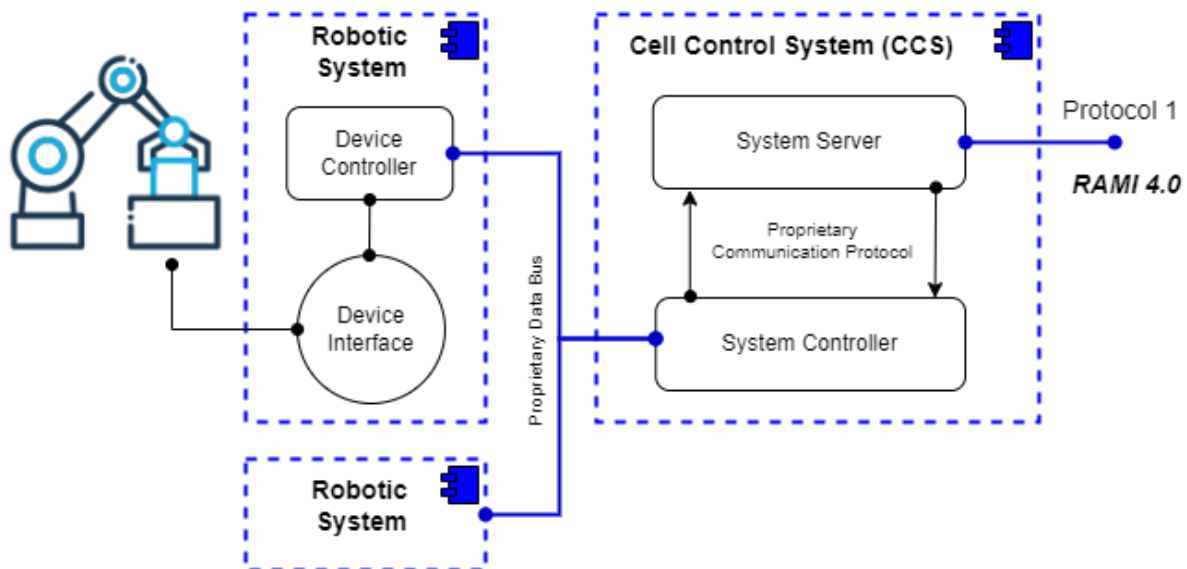 Robotic
System
Device
Controller
Device
Interface
Robotic
System
Proprietary Data Bus
Cell Control System (CCS)
System Server
Proprietary
Communication Protocol
System Controller
Protocol 1
RAMI 4.0